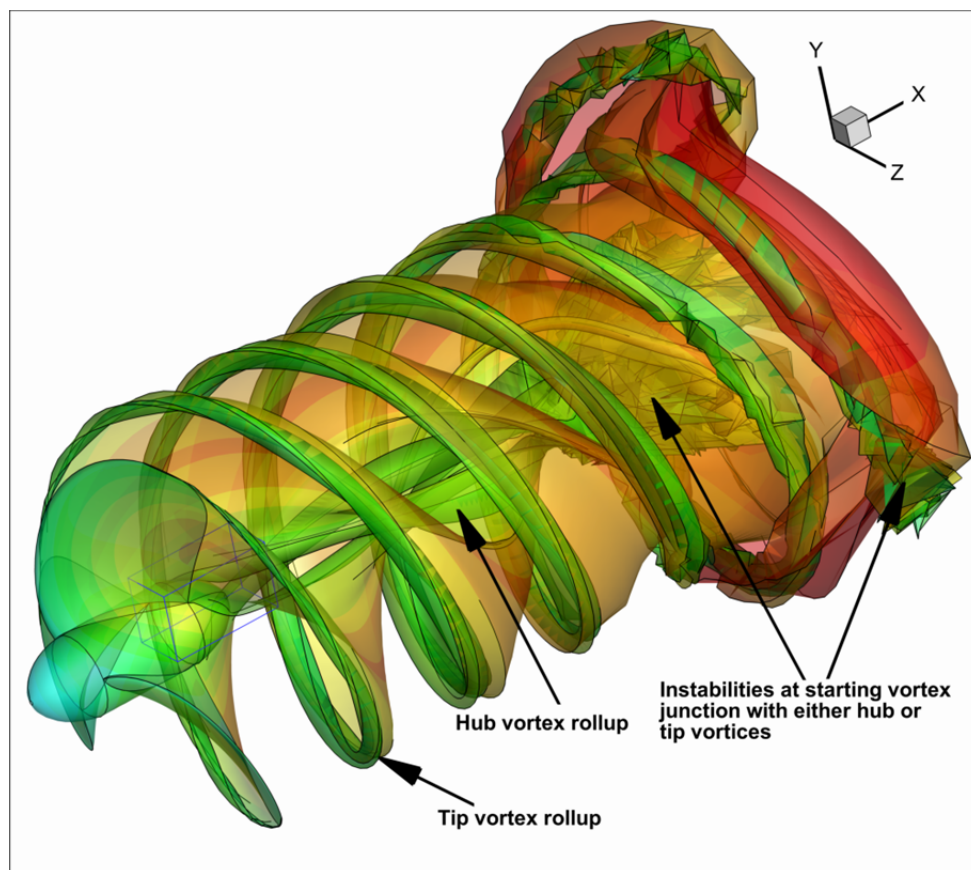 Y
X
Z
Hub vortex rollup
Instabilities at starting vortex
junction with either hub or
tip vortices
Tip vortex rollup